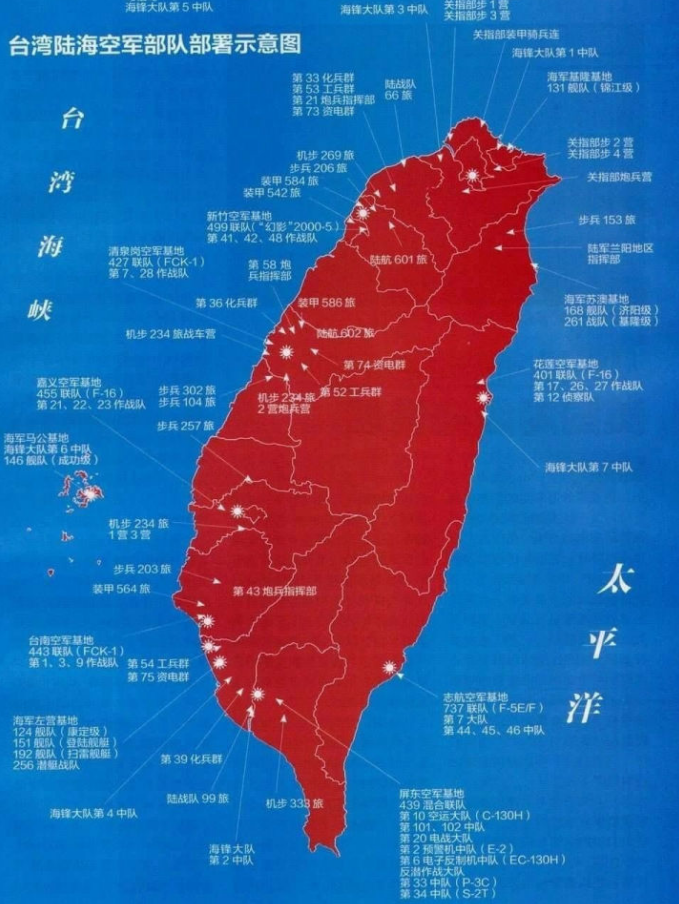 海锋大队第 5 中队
海锋大队第 3 中队
关指部步 1 营
关指部步 3 营
台湾陆海空军部队部署示意图
关指部装甲骑兵连
海锋大队第 1 中队
海军基隆基地
131 舰队（锦江级）
第 33 化兵群
第 53 工兵群
第 21 炮兵指挥部
第 73 资电群
陆战队
66 旅
台湾海峡
关指部步 2 营
关指部步 4 营
关指部炮兵营
机步 269 旅
步兵 206 旅
装甲 584 旅
装甲 542 旅
新竹空军基地
499 联队（“幻影”2000-5）
第 41、42、48 作战队
步兵 153 旅
陆军兰阳地区
指挥部
清泉岗空军基地
427 联队（FCK-1）
第 7、28 作战队
第 58 炮
兵指挥部
陆航 601 旅
海军苏澳基地
168 舰队（济阳级）
261 战队（基隆级）
第 36 化兵群
装甲 586 旅
机步 234 旅战车营
陆航 602 旅
第 74 资电群
花莲空军基地
401 联队（F-16）
第 17、26、27 作战队
第 12 侦察队
嘉义空军基地
455 联队（F-16）
第 21、22、23 作战队
步兵 302 旅
步兵 104 旅
机步 234 旅
2 营炮兵营
第 52 工兵群
步兵 257 旅
海军马公基地
海锋大队第 6 中队
146 舰队（成功级）
海锋大队第 7 中队
机步 234 旅
1 营 3 营
步兵 203 旅
装甲 564 旅
第 43 炮兵指挥部
太平洋
台南空军基地
443 联队（FCK-1）
第 1、3、9 作战队
第 54 工兵群
第 75 资电群
志航空军基地
737 联队（F-5E/F）
第 7 大队
第 44、45、46 中队
海军左营基地
124 舰队（康定级）
151 舰队（登陆舰艇）
192 舰队（扫雷舰艇）
256 潜艇战队
第 39 化兵群
陆战队 99 旅
机步 333 旅
海锋大队第 4 中队
海锋大队
第 2 中队
屏东空军基地
439 混合联队
第 10 空运大队（C-130H）
第 101、102 中队
第 20 电战大队
第 2 预警机中队（E-2）
第 6 电子反制机中队（EC-130H）
反潜作战大队
第 33 中队（P-3C）
第 34 中队（S-2T）